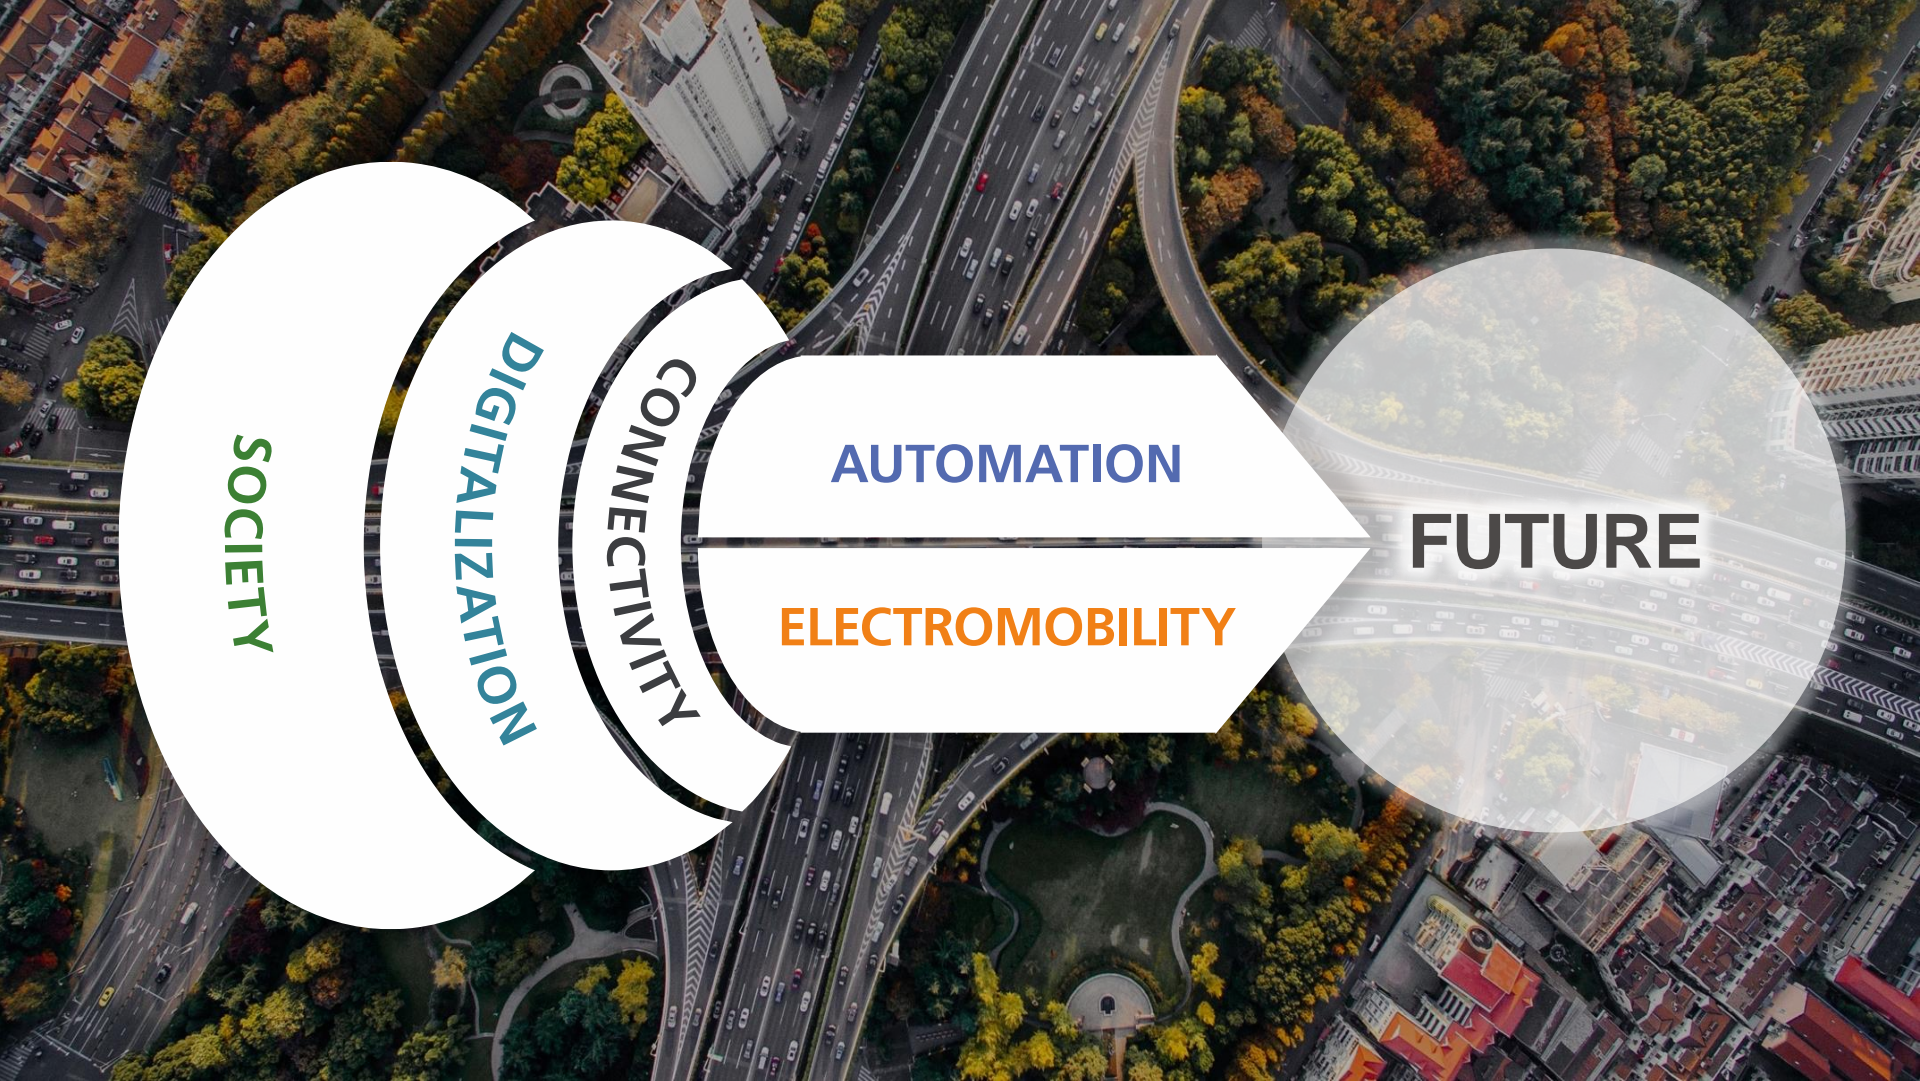 SOCIETY
DIGITALIZATION
CONNECTIVITY
AUTOMATION
ELECTROMOBILITY
FUTURE